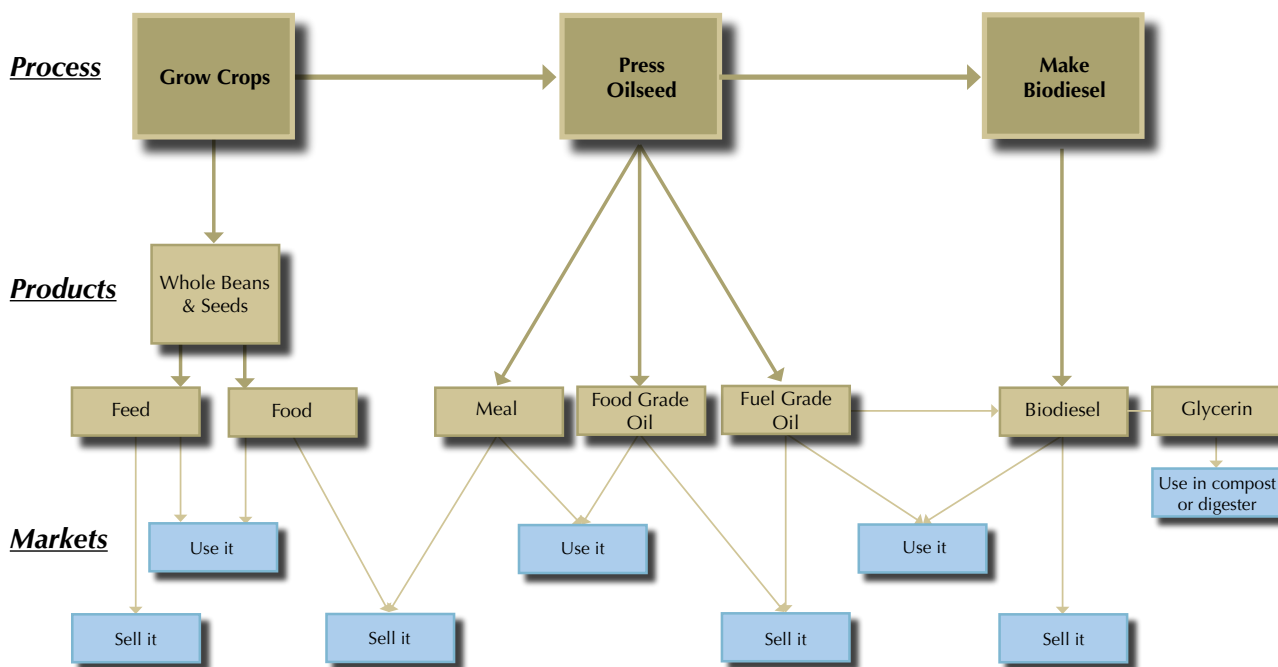 Process
Grow Crops
Press
Oilseed
Make
Biodiesel
Products
Whole Beans
& Seeds
Feed
Food
Meal
Food Grade
Oil
Fuel Grade
Oil
Biodiesel
Glycerin
Use in compost
or digester
Markets
Use it
Use it
Use it
Sell it
Sell it
Sell it
Sell it